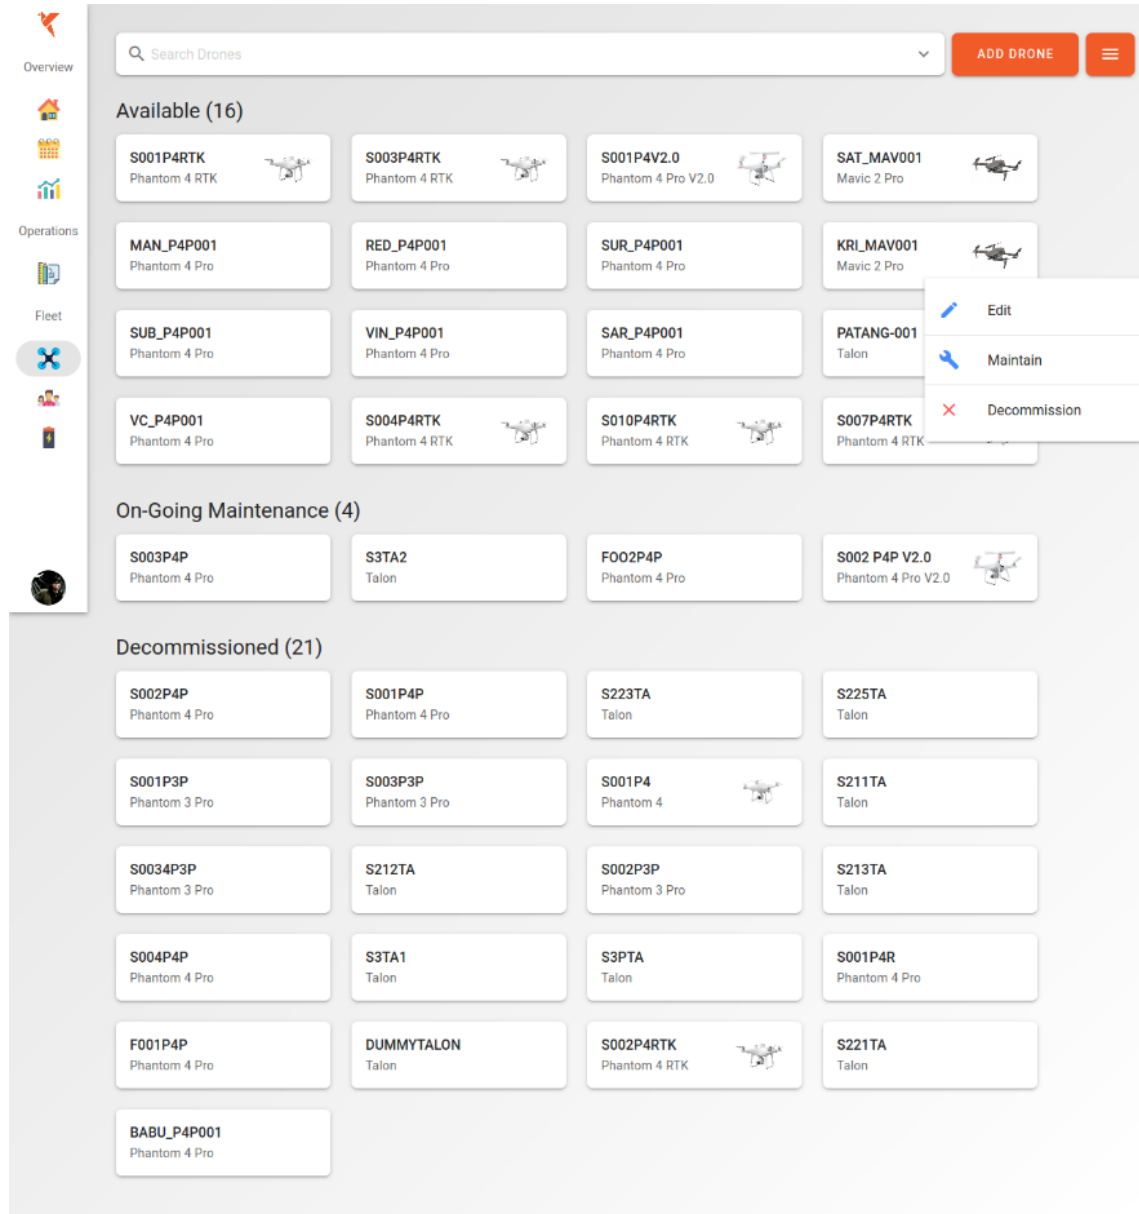 Overview
Operations
Fleet
Search Drones
ADD DRONE
Available (16)
S001P4RTK
Phantom 4 RTK
S003P4RTK
Phantom 4 RTK
S001P4V2.0
Phantom 4 Pro V2.0
SAT_MAV001
Mavic 2 Pro
MAN_P4P001
Phantom 4 Pro
RED_P4P001
Phantom 4 Pro
SUR_P4P001
Phantom 4 Pro
KRI_MAV001
Mavic 2 Pro
SUB_P4P001
Phantom 4 Pro
VIN_P4P001
Phantom 4 Pro
SAR_P4P001
Phantom 4 Pro
PATANG-001
Talon
VC_P4P001
Phantom 4 Pro
S004P4RTK
Phantom 4 RTK
S010P4RTK
Phantom 4 RTK
S007P4RTK
Phantom 4 RTK
Edit
Maintain
Decommission
On-Going Maintenance (4)
S003P4P
Phantom 4 Pro
S3TA2
Talon
FOO2P4P
Phantom 4 Pro
S002 P4P V2.0
Phantom 4 Pro V2.0
Decommissioned (21)
S002P4P
Phantom 4 Pro
S001P4P
Phantom 4 Pro
S223TA
Talon
S225TA
Talon
S001P3P
Phantom 3 Pro
S003P3P
Phantom 3 Pro
S001P4
Phantom 4
S211TA
Talon
S0034P3P
Phantom 3 Pro
S212TA
Talon
S002P3P
Phantom 3 Pro
S213TA
Talon
S004P4P
Phantom 4 Pro
S3TA1
Talon
S3PTA
Talon
S001P4R
Phantom 4 Pro
F001P4P
Phantom 4 Pro
DUMMYTALON
Talon
S002P4RTK
Phantom 4 RTK
S221TA
Talon
BABU_P4P001
Phantom 4 Pro